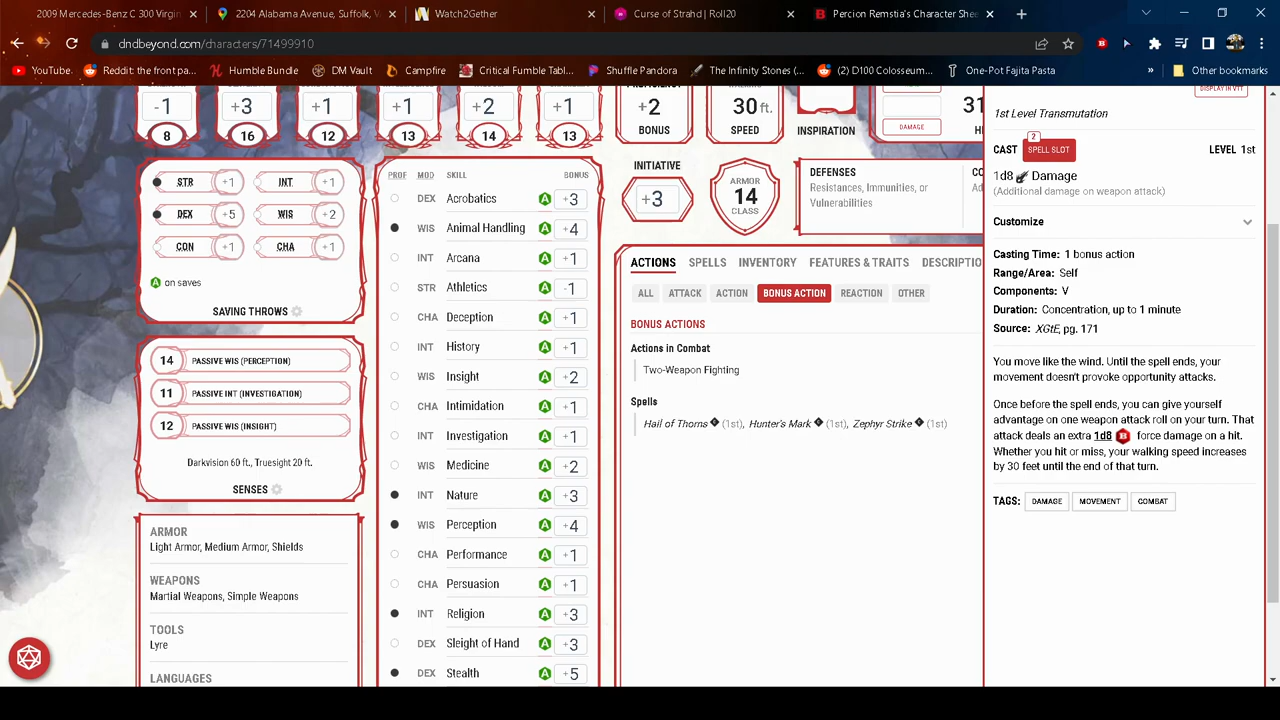 2009 Mercedes-Benz C 300 Virgin
2204 Alabama Avenue, Suffolk, V
Watch2Gether
Curse of Strahd | Roll20
Percion Remstia's Character She
dndbeyond.com/characters/71499910
YouTube
Reddit: the front pa...
Humble Bundle
DM Vault
Campfire
Critical Fumble Tabl...
Shuffle Pandora
The Infinity Stones (...
(2) D100 Colosseum...
One-Pot Fajita Pasta
»
Other bookmarks
-1
+3
+1
+1
+2
+1
8
16
12
13
14
13
+2
BONUS
30 ft.
SPEED
INSPIRATION
DAMAGE
31
DISPLAY IN VTT
1st Level Transmutation
CAST
2
SPELL SLOT
LEVEL 1st
1d8 Damage
(Additional damage on weapon attack)
Customize
Casting Time: 1 bonus action
Range/Area: Self
Components: V
Duration: Concentration, up to 1 minute
Source: XGtE, pg. 171
You move like the wind. Until the spell ends, your
movement doesn't provoke opportunity attacks.
Once before the spell ends, you can give yourself
advantage on one weapon attack roll on your turn. That
attack deals an extra 1d8 force damage on a hit.
Whether you hit or miss, your walking speed increases
by 30 feet until the end of that turn.
TAGS: DAMAGE MOVEMENT COMBAT
STR +1 INT +1
DEX +5 WIS +2
CON +1 CHA +1
A on saves
SAVING THROWS
14 PASSIVE WIS (PERCEPTION)
11 PASSIVE INT (INVESTIGATION)
12 PASSIVE WIS (INSIGHT)
Darkvision 60 ft., Truesight 20 ft.
SENSES
ARMOR
Light Armor, Medium Armor, Shields
WEAPONS
Martial Weapons, Simple Weapons
TOOLS
Lyre
LANGUAGES
PROF MOD SKILL BONUS
DEX Acrobatics A +3
WIS Animal Handling A +4
INT Arcana A +1
STR Athletics A -1
CHA Deception A +1
INT History A +1
WIS Insight A +2
CHA Intimidation A +1
INT Investigation A +1
WIS Medicine A +2
INT Nature A +3
WIS Perception A +4
CHA Performance A +1
CHA Persuasion A +1
INT Religion A +3
DEX Sleight of Hand A +3
DEX Stealth A +5
INITIATIVE
+3
ARMOR
14
CLASS
DEFENSES
Resistances, Immunities, or
Vulnerabilities
CO
Ad
ACTIONS SPELLS INVENTORY FEATURES & TRAITS DESCRIPTIO
ALL ATTACK ACTION BONUS ACTION REACTION OTHER
BONUS ACTIONS
Actions in Combat
Two-Weapon Fighting
Spells
Hail of Thorns (1st), Hunter's Mark (1st), Zephyr Strike (1st)